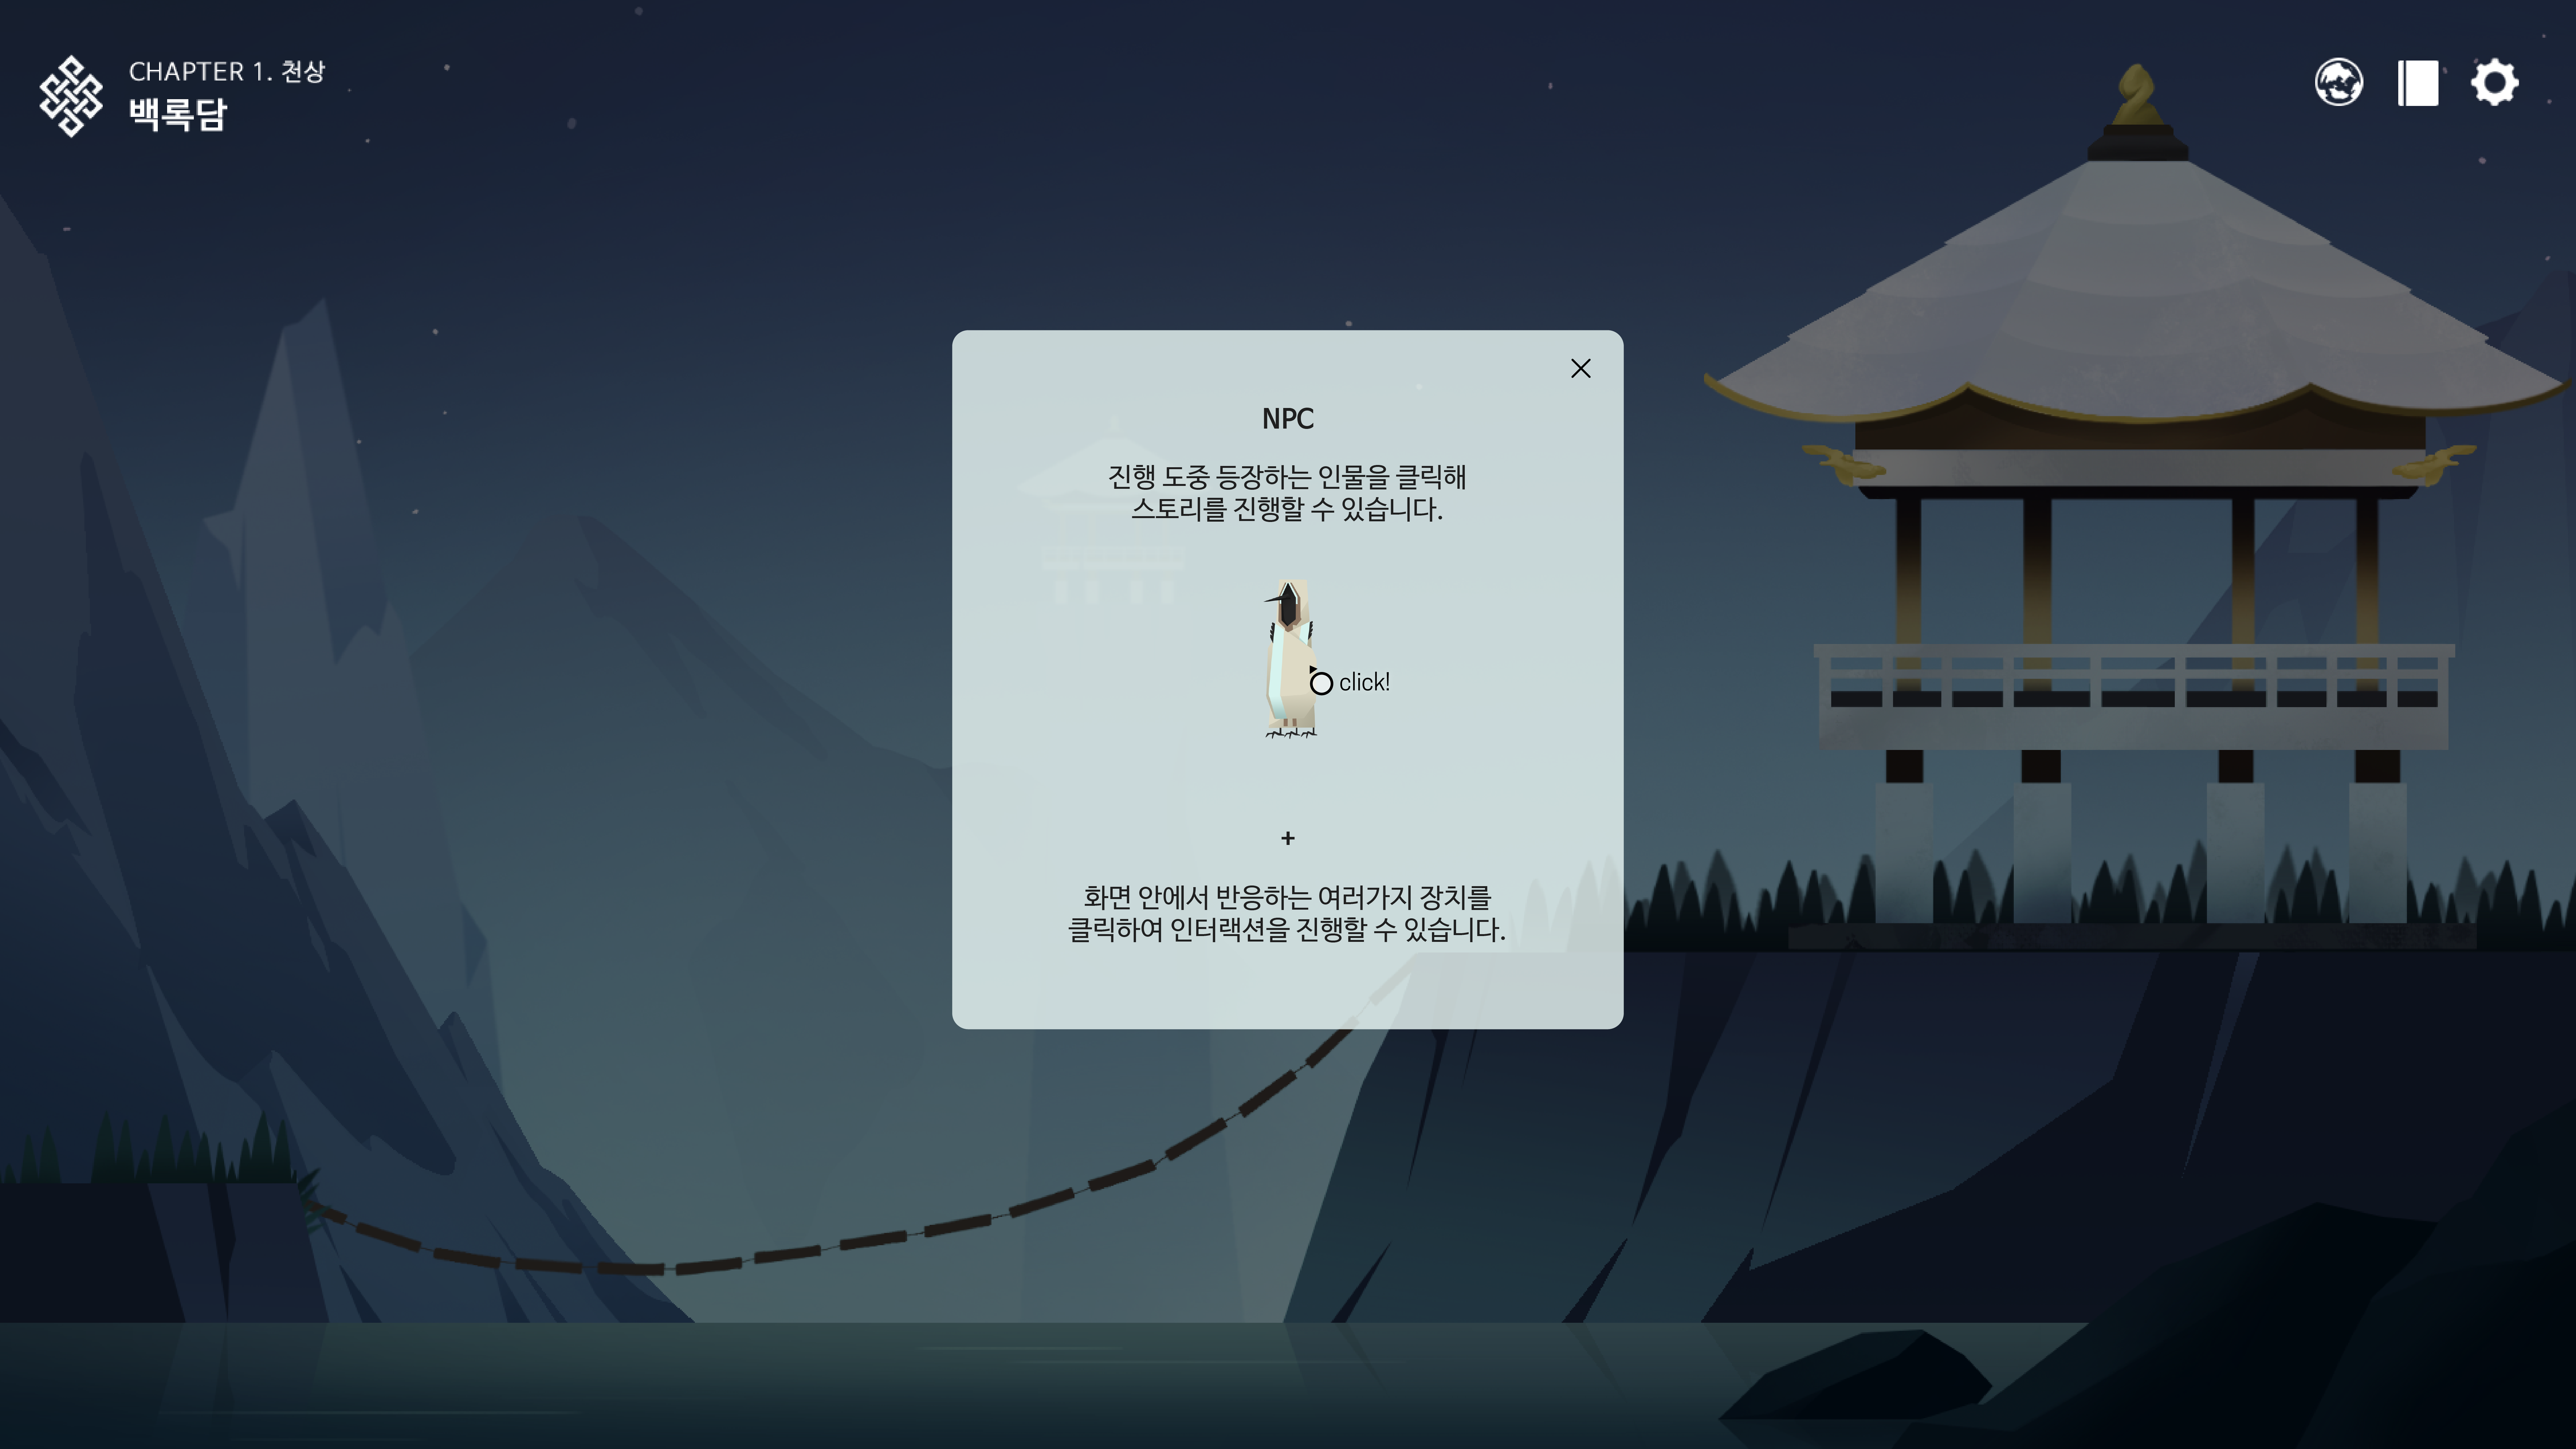 CHAPTER 1. 천상
백록담
NPC
진행 도중 등장하는 인물을 클릭해
스토리를 진행할 수 있습니다.
click!
+
화면 안에서 반응하는 여러가지 장치를
클릭하여 인터랙션을 진행할 수 있습니다.